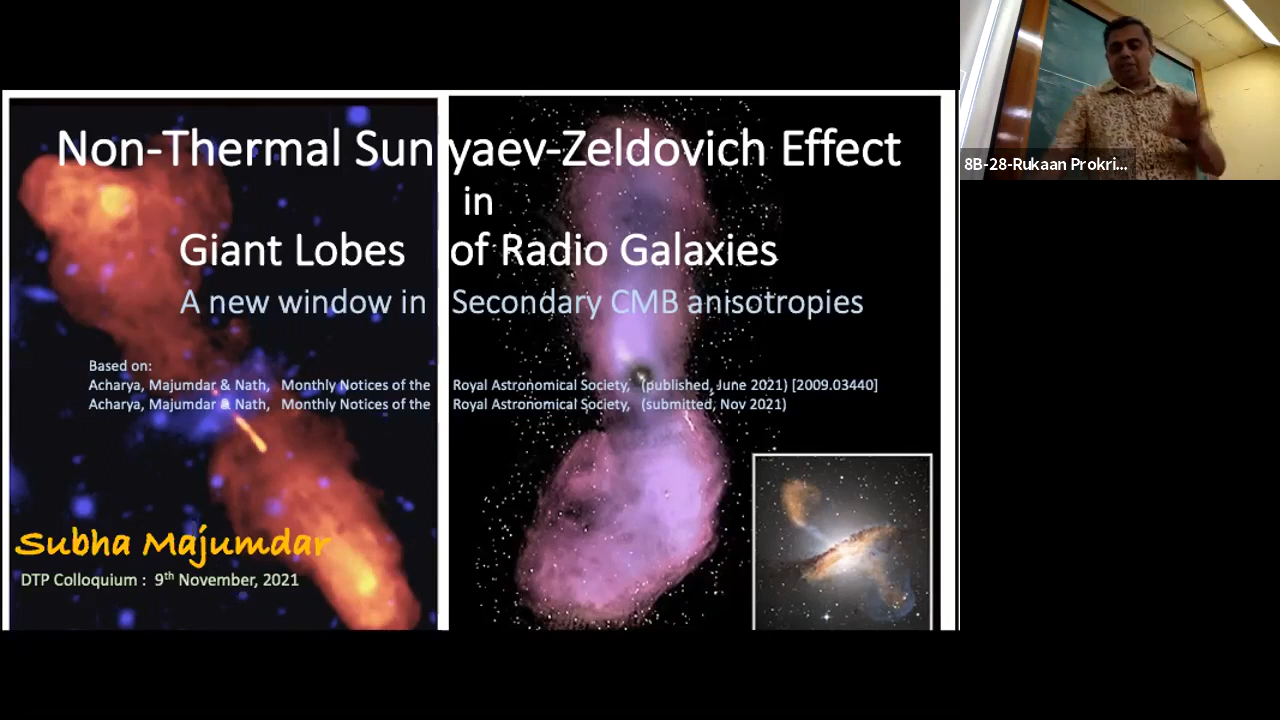 Non-Thermal Sunyaev-Zeldovich Effect
in
Giant Lobes of Radio Galaxies
A new window in Secondary CMB anisotropies
Based on:
Acharya, Majumdar & Nath, Monthly Notices of the Royal Astronomical Society, (published, June 2021) [2009.03440]
Acharya, Majumdar & Nath, Monthly Notices of the Royal Astronomical Society, (submitted, Nov 2021)
Subha Majumdar
DTP Colloquium : 9th November, 2021
8B-28-Rukaan Prokri...